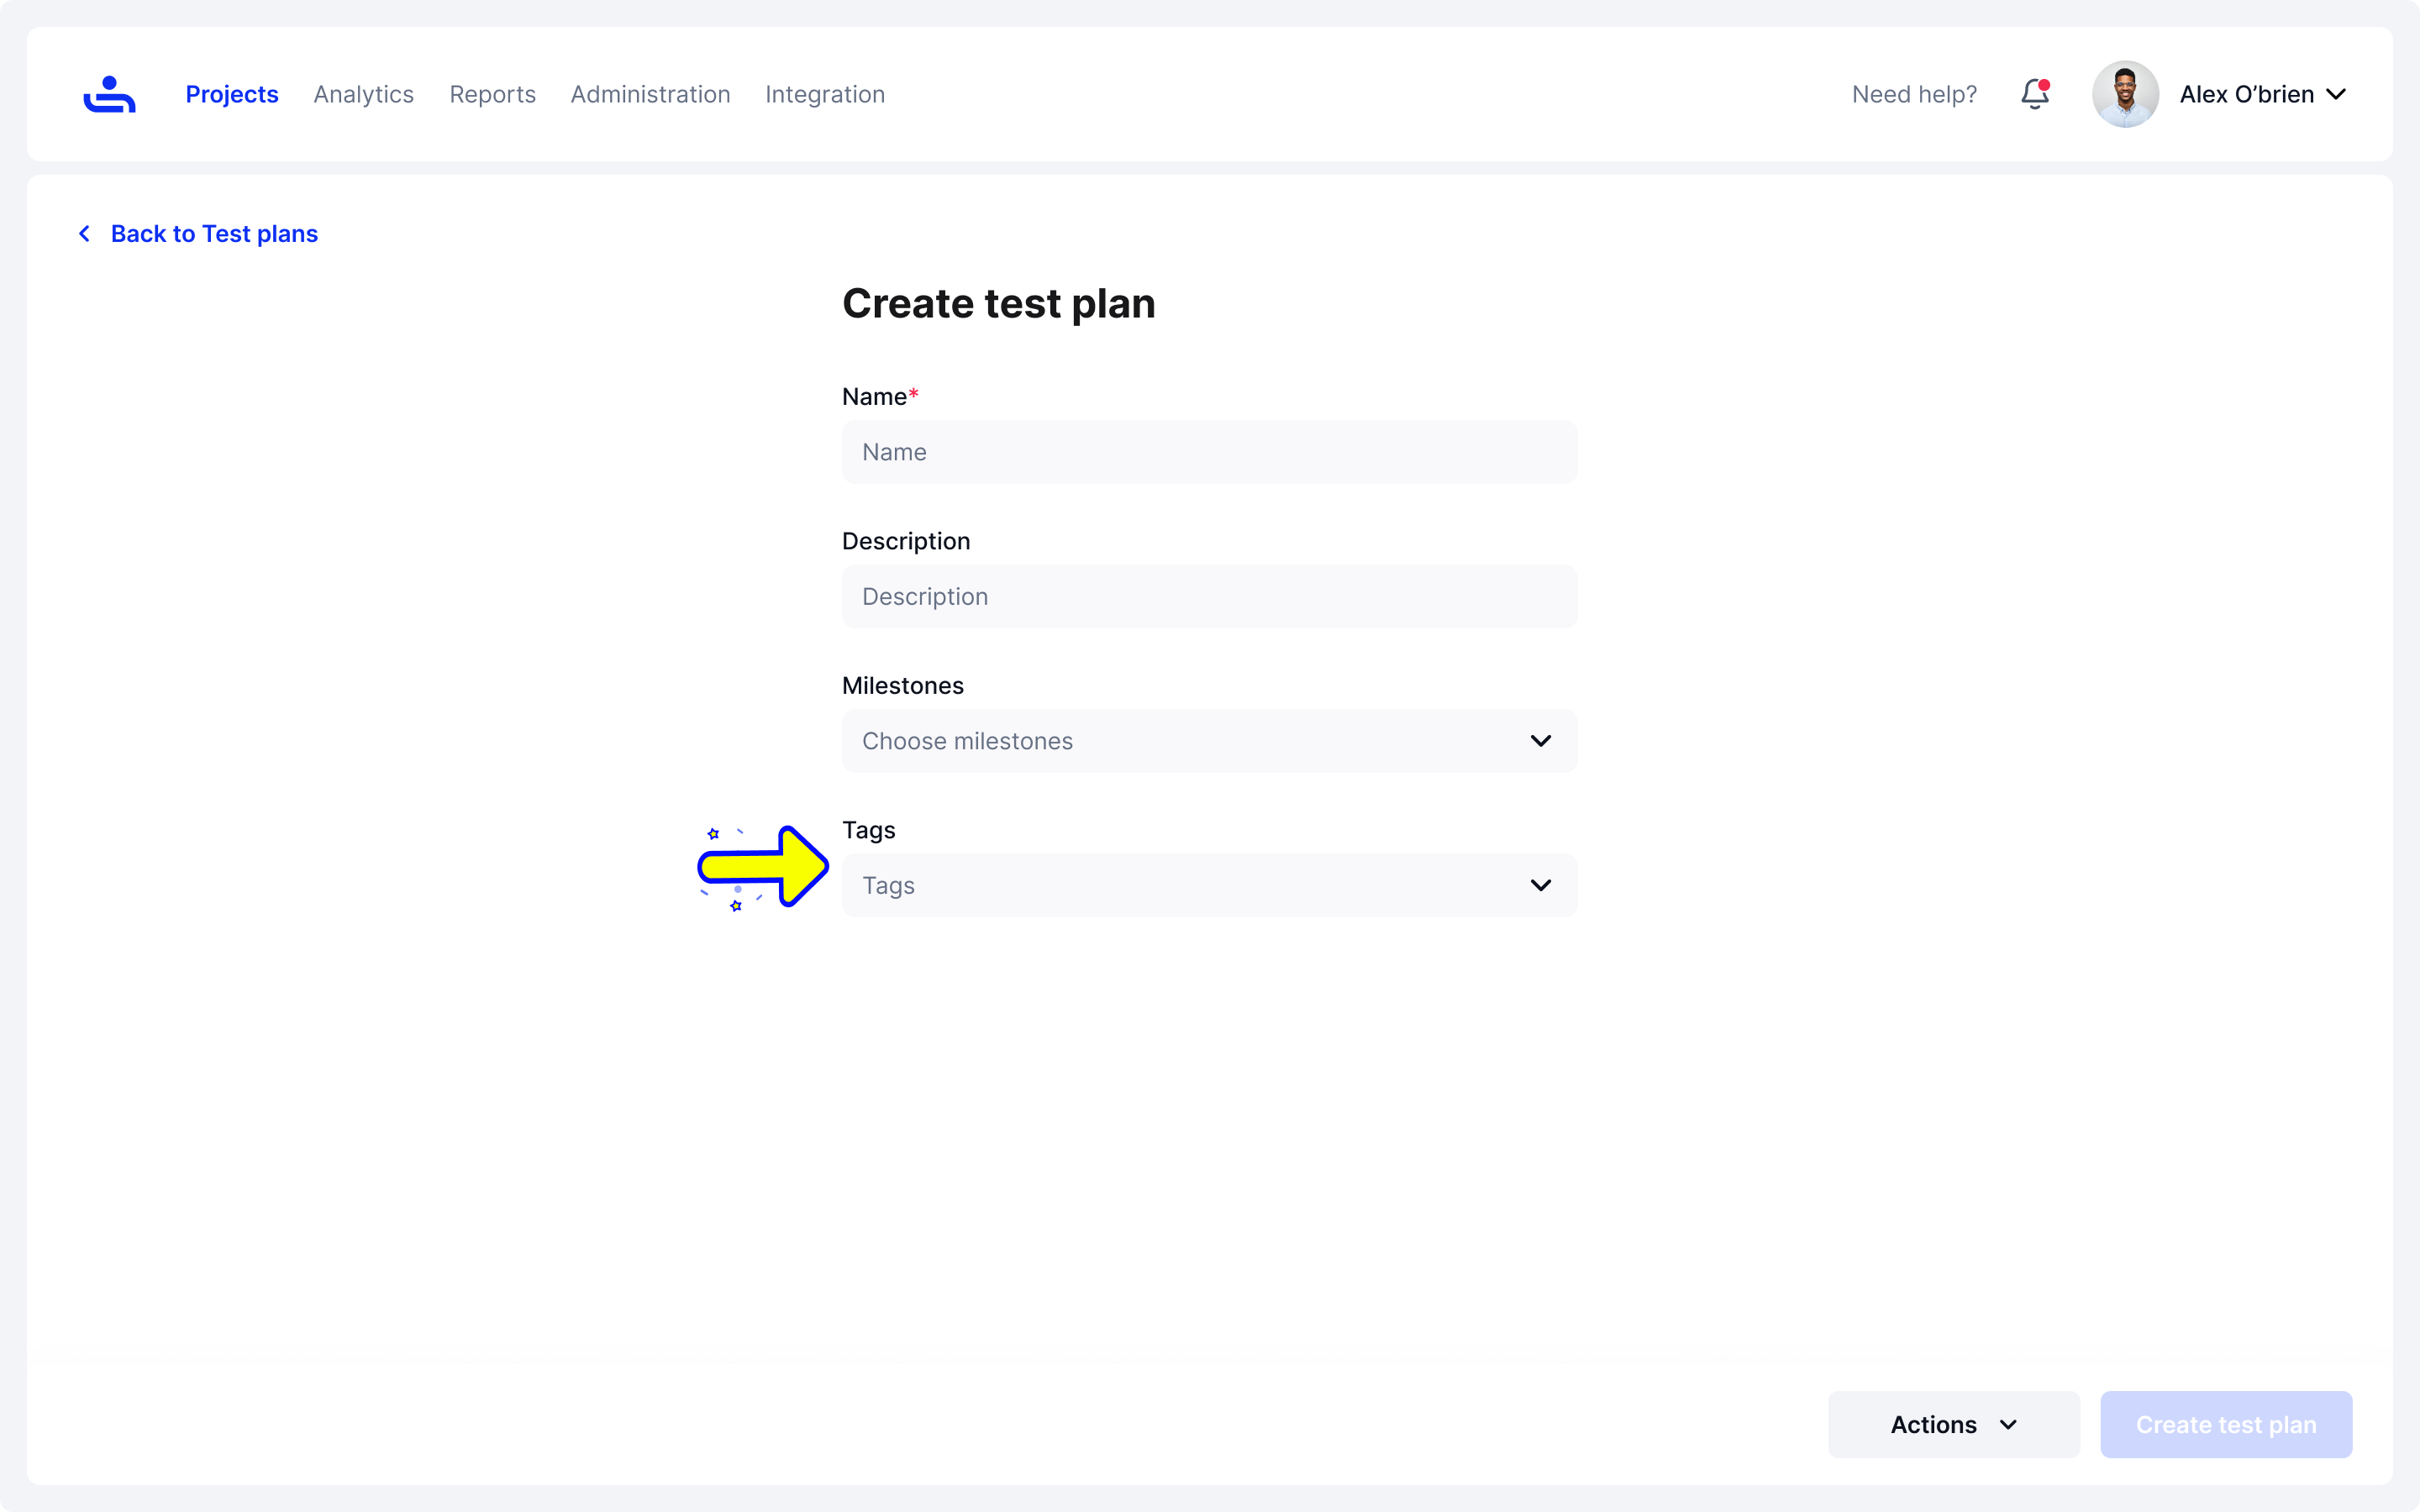 Projects Analytics Reports Administration Integration Need help? Alex O’brien
Back to Test plans
Create test plan
Name*
Name
Description
Description
Milestones
Choose milestones
Tags
Tags
Actions Create test plan